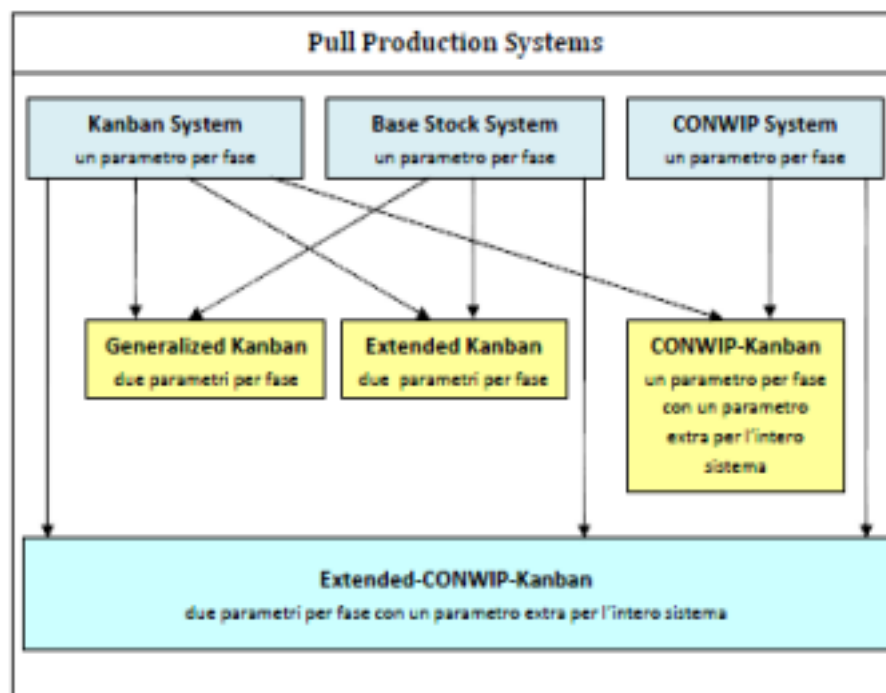 Pull Production Systems
Kanban System
un parametro per fase
Base Stock System
un parametro per fase
CONWIP System
un parametro per fase
Generalized Kanban
due parametri per fase
Extended Kanban
due parametri per fase
CONWIP-Kanban
un parametro per fase
con un parametro
extra per l'intero
sistema
Extended-CONWIP-Kanban
due parametri per fase con un parametro extra per l'intero sistema